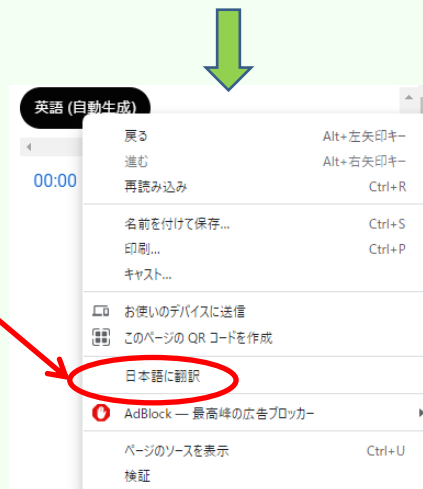 英語 (自動生成)
戻る Alt+左矢印キー
進む Alt+右矢印キー
00:00
再読み込み Ctrl+R
名前を付けて保存... Ctrl+S
印刷... Ctrl+P
キャスト...
お使いのデバイスに送信
このページの QR コードを作成
日本語に翻訳
AdBlock — 最高峰の広告ブロッカー
ページのソースを表示 Ctrl+U
検証